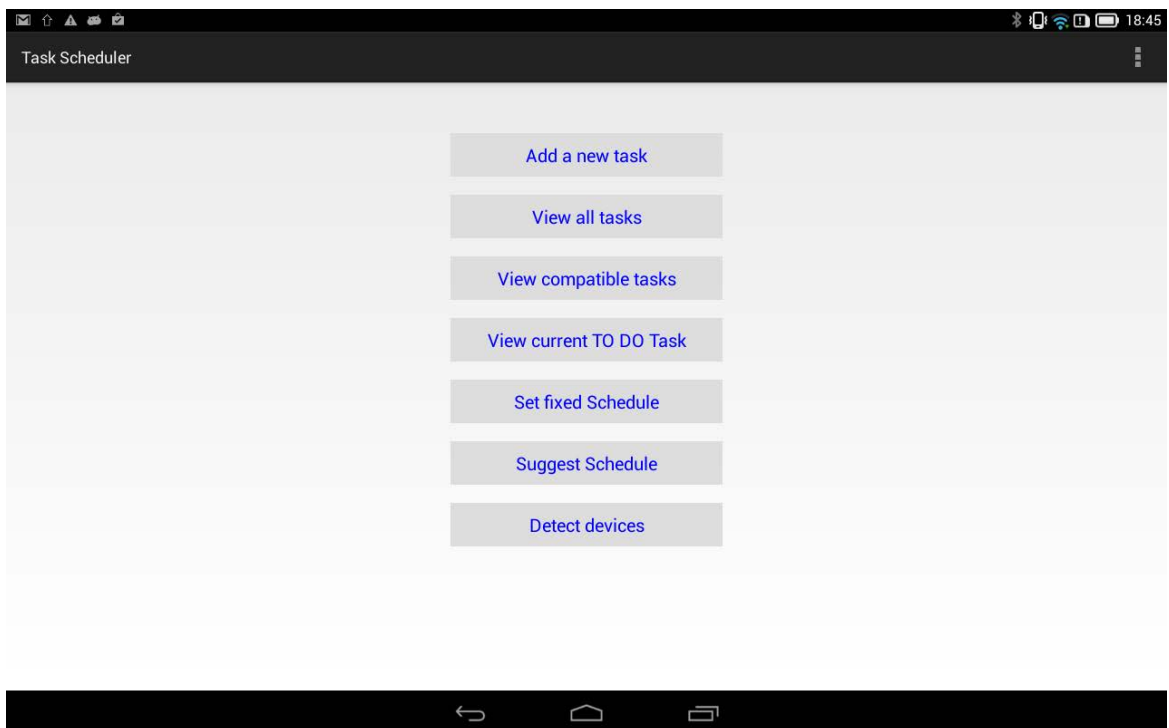 18:45
Task Scheduler
Add a new task
View all tasks
View compatible tasks
View current TO DO Task
Set fixed Schedule
Suggest Schedule
Detect devices